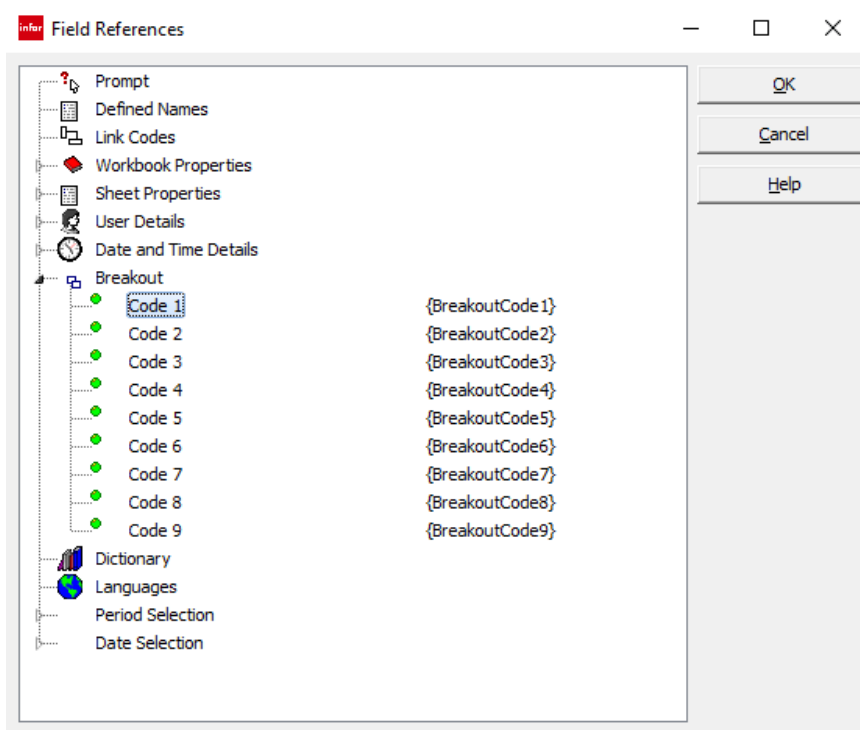 infor Field References
Prompt
OK
Defined Names
Link Codes
Cancel
Workbook Properties
Help
Sheet Properties
User Details
Date and Time Details
Breakout
Code 1 {BreakoutCode1}
Code 2 {BreakoutCode2}
Code 3 {BreakoutCode3}
Code 4 {BreakoutCode4}
Code 5 {BreakoutCode5}
Code 6 {BreakoutCode6}
Code 7 {BreakoutCode7}
Code 8 {BreakoutCode8}
Code 9 {BreakoutCode9}
Dictionary
Languages
Period Selection
Date Selection